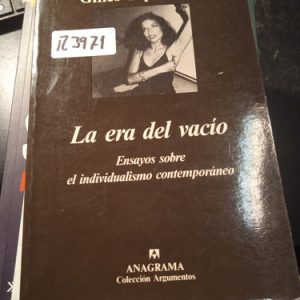 R3971
La era del vacío
Ensayos sobre
el individualismo contemporáneo
ANAGRAMA
Colección Argumentos